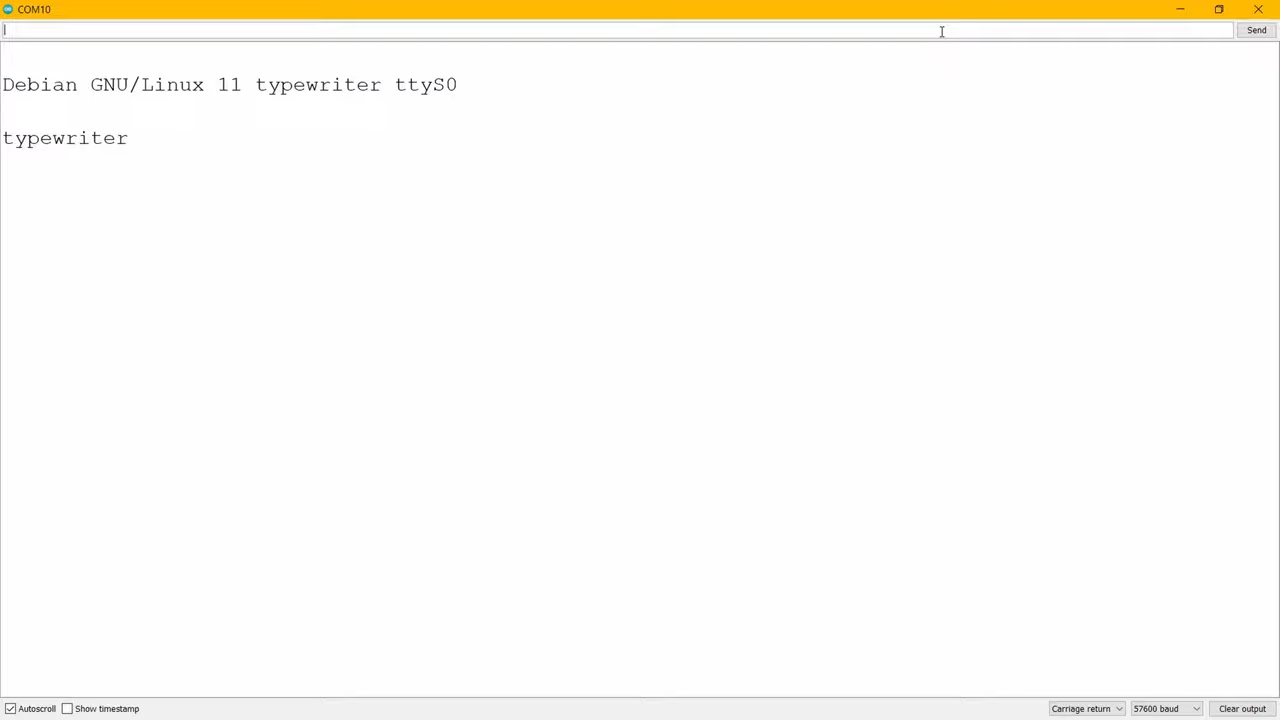 COM10
Send
Debian GNU/Linux 11 typewriter ttyS0
typewriter
Autoscroll Show timestamp Carriage return 57600 baud Clear output